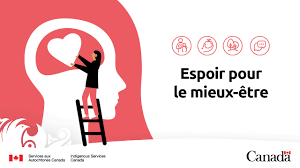 Espoir pour
le mieux-être
Services aux
Autochtones Canada
Indigenous Services
Canada
Canada